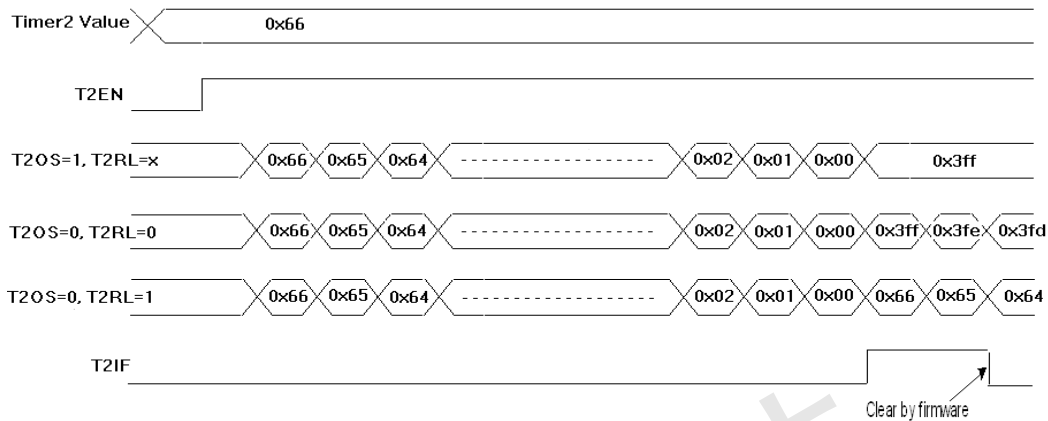 Timer2 Value 0x66
T2EN
T2OS=1, T2RL=x 0x66 0x65 0x64 0x02 0x01 0x00 0x3ff
T2OS=0, T2RL=0 0x66 0x65 0x64 0x02 0x01 0x00 0x3ff 0x3fe 0x3fd
T2OS=0, T2RL=1 0x66 0x65 0x64 0x02 0x01 0x00 0x66 0x65 0x64
T2IF
Clear by firmware